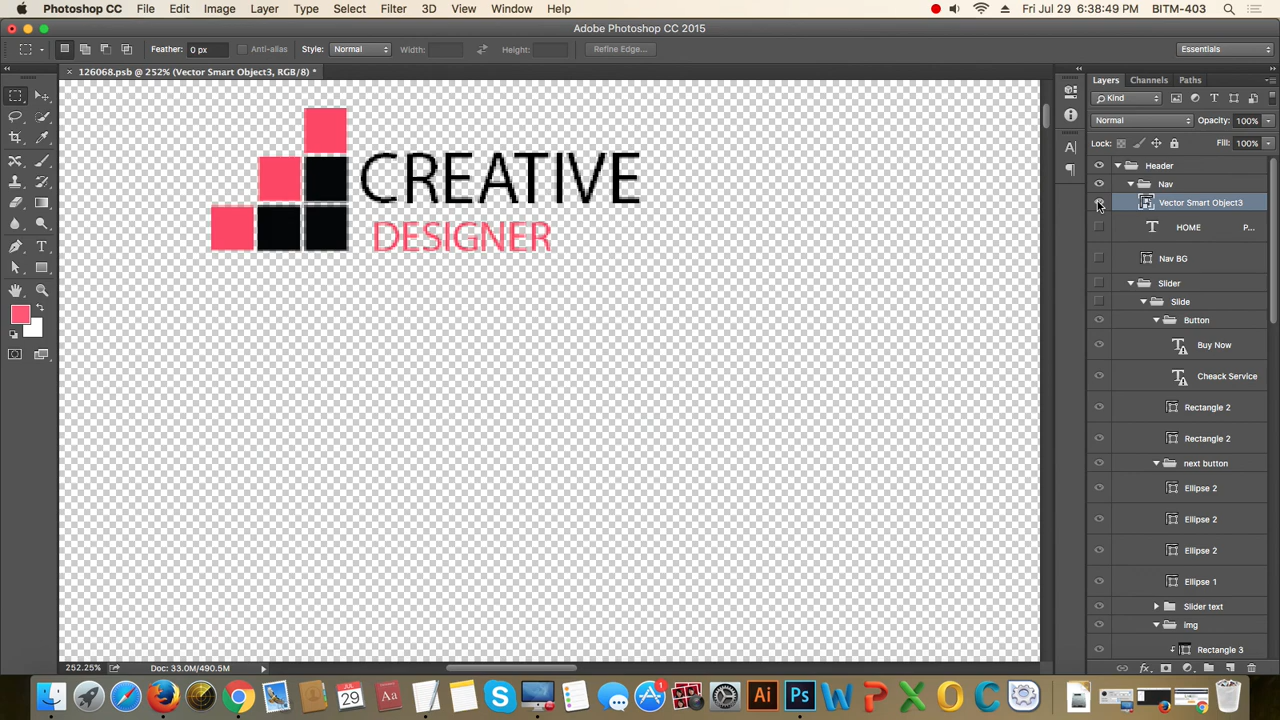 Photoshop CC File Edit Image Layer Type Select Filter 3D View Window Help Fri Jul 29 6:38:49 PM BITM-403
Adobe Photoshop CC 2015
Feather: 0 px Anti-alias Style: Normal Width: Height: Refine Edge... Essentials
126068.psb @ 252% (Vector Smart Object3, RGB/8) *
Layers Channels Paths
Kind
Normal Opacity: 100%
Lock: Fill: 100%
Header
Nav
Vector Smart Object3
HOME P...
Nav BG
Slider
Slide
Button
Buy Now
Cheack Service
Rectangle 2
Rectangle 2
next button
Ellipse 2
Ellipse 2
Ellipse 2
Ellipse 1
Slider text
img
Rectangle 3
CREATIVE
DESIGNER
252.25% Doc: 33.0M/490.5M